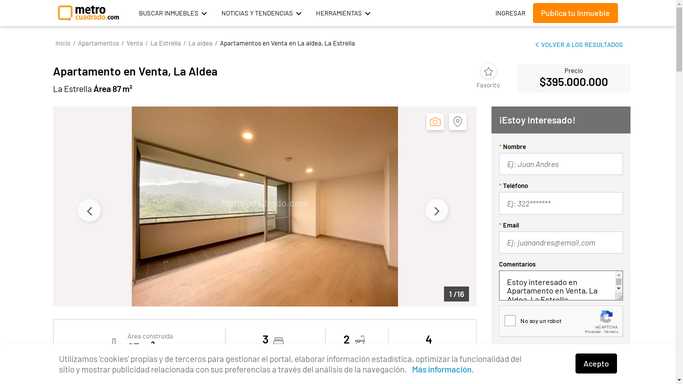 metro
cuadrado.com
BUSCAR INMUEBLES
NOTICIAS Y TENDENCIAS
HERRAMIENTAS
INGRESAR
Publica tu Inmueble
Inicio / Apartamentos / Venta / La Estrella / La aldea / Apartamentos en Venta en La aldea, La Estrella
VOLVER A LOS RESULTADOS
Apartamento en Venta, La Aldea
La Estrella Área 87 m²
Favorito
Precio
$395.000.000
¡Estoy Interesado!
* Nombre
Ej: Juan Andres
* Teléfono
Ej: 322*******
* Email
Ej: juanandres@email.com
Comentarios
Estoy interesado en
Apartamento en Venta, La
Aldea, La Estrella
No soy un robot
reCAPTCHA
Privacidad - Términos
1 /16
Área construida
3
2
4
Utilizamos 'cookies' propias y de terceros para gestionar el portal, elaborar información estadística, optimizar la funcionalidad del
sitio y mostrar publicidad relacionada con sus preferencias a través del análisis de la navegación. Más información.
Acepto